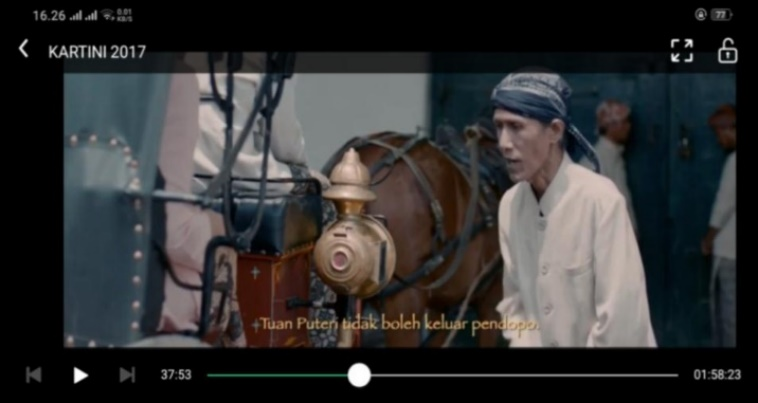 16.26 0.01 KB/S 77
KARTINI 2017
Tuan Puteri tidak boleh keluar pendopo.
37:53 01:58:23